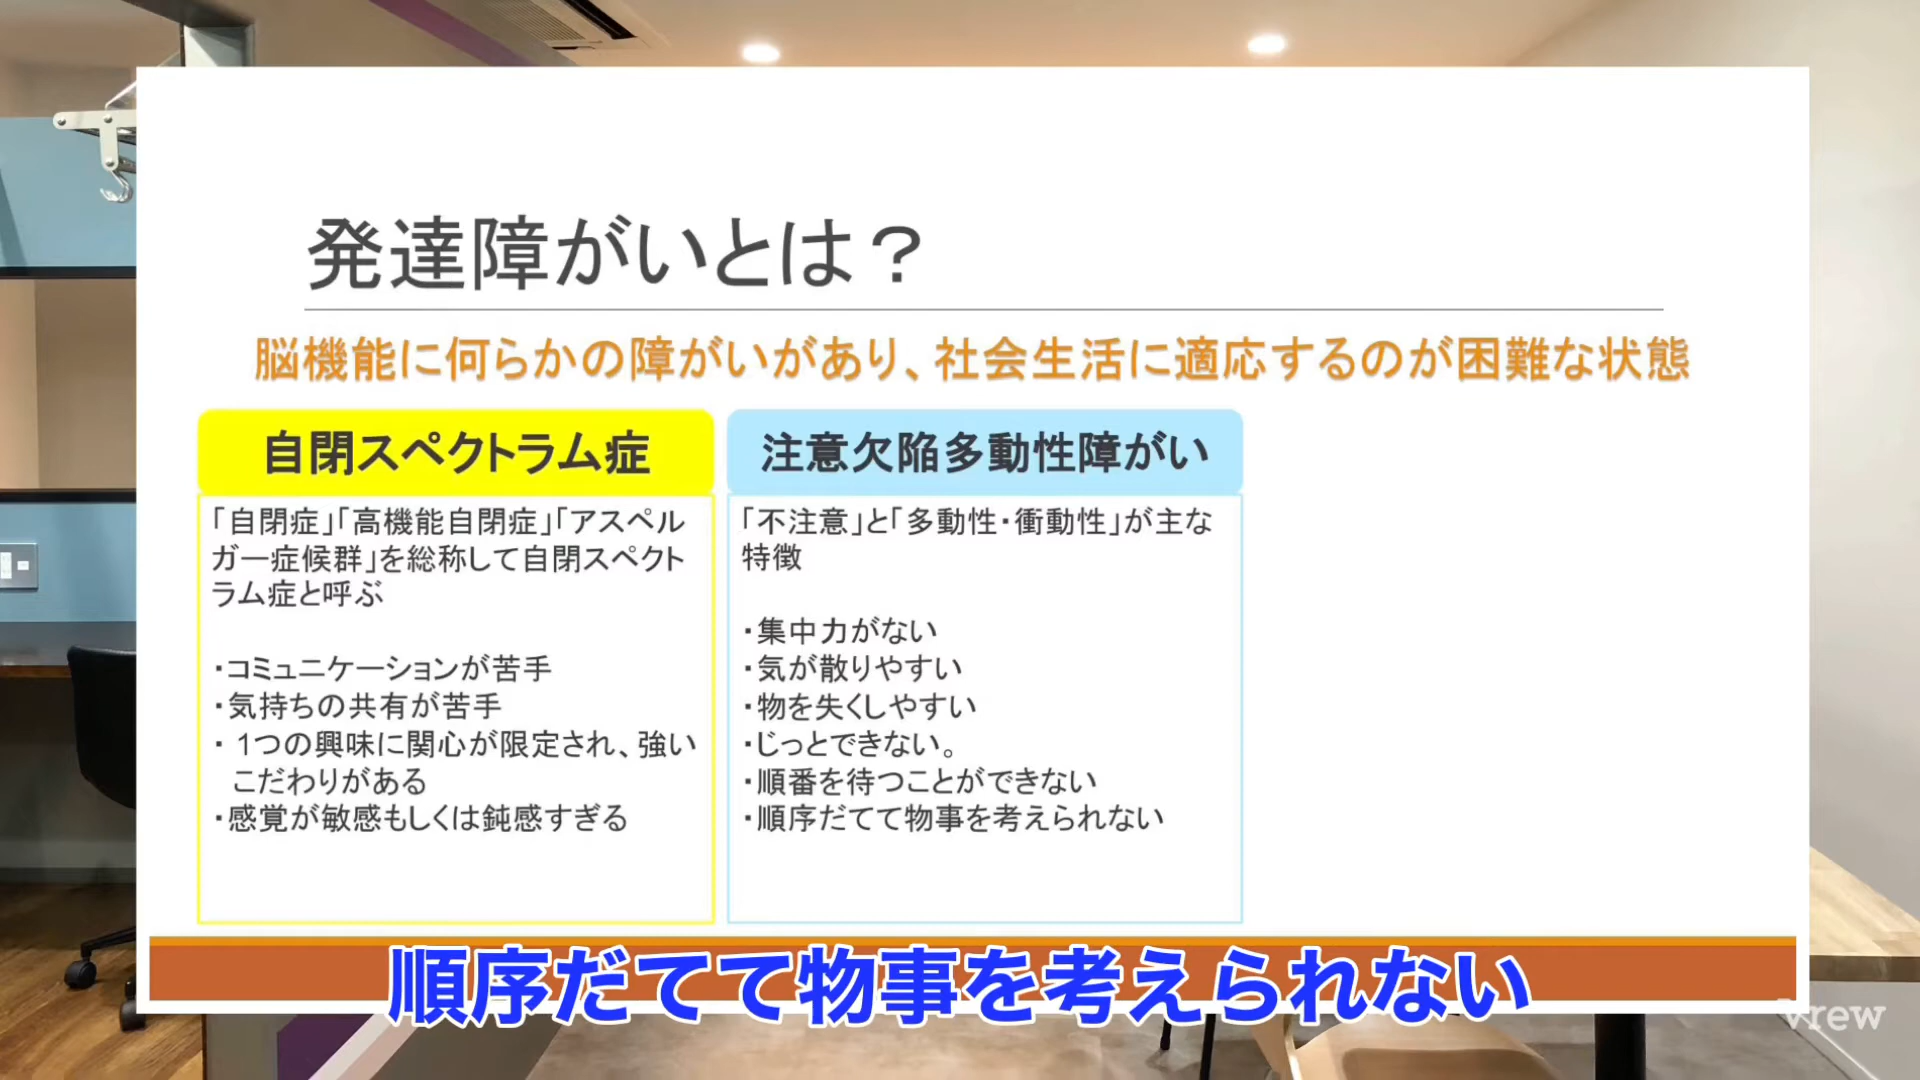 発達障がいとは？
脳機能に何らかの障がいがあり、社会生活に適応するのが困難な状態
自閉スペクトラム症
「自閉症」「高機能自閉症」「アスペル
ガー症候群」を総称して自閉スペクト
ラム症と呼ぶ
・コミュニケーションが苦手
・気持ちの共有が苦手
・ 1つの興味に関心が限定され、強い
こだわりがある
・感覚が敏感もしくは鈍感すぎる
注意欠陥多動性障がい
「不注意」と「多動性・衝動性」が主な
特徴
・集中力がない
・気が散りやすい
・物を失くしやすい
・じっとできない。
・順番を待つことができない
・順序だてて物事を考えられない
順序だてて物事を考えられない
Vrew